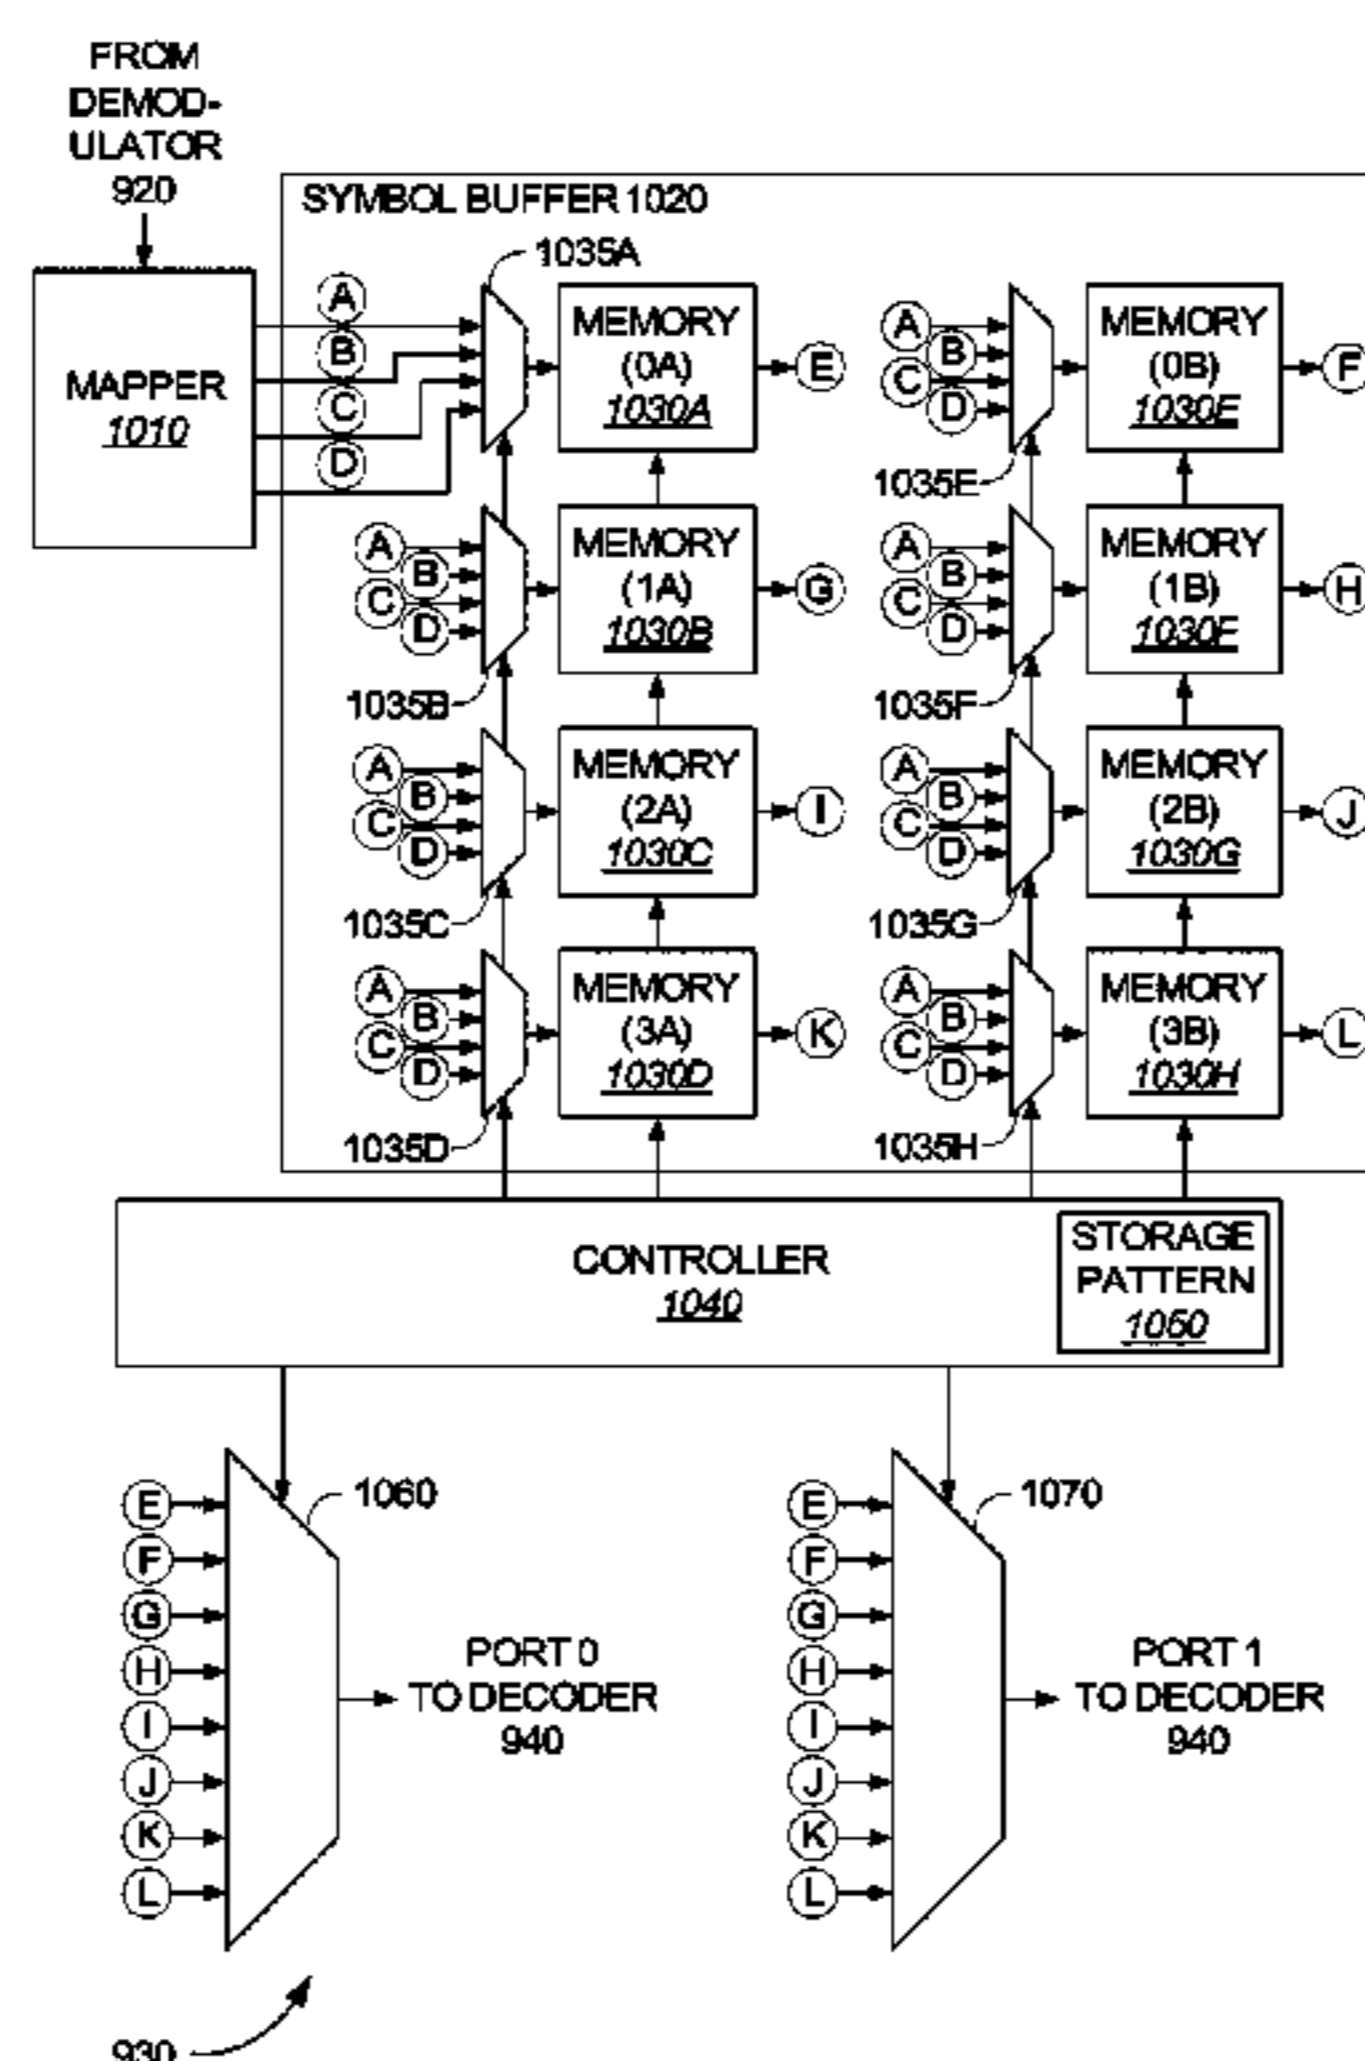 FROM
DEMOD-
ULATOR
920
SYMBOL BUFFER 1020
1035A
MAPPER
1010
A
B
C
D
MEMORY
(0A)
1030A
E
A
B
C
D
1035E
MEMORY
(0B)
1030E
F
A
B
C
D
1035B
MEMORY
(1A)
1030B
G
A
B
C
D
1035F
MEMORY
(1B)
1030F
H
A
B
C
D
1035C
MEMORY
(2A)
1030C
I
A
B
C
D
1035G
MEMORY
(2B)
1030G
J
A
B
C
D
1035D
MEMORY
(3A)
1030D
K
A
B
C
D
1035H
MEMORY
(3B)
1030H
L
CONTROLLER
1040
STORAGE
PATTERN
1050
1060
E
F
G
H
I
J
K
L
PORT 0
TO DECODER
940
1070
E
F
G
H
I
J
K
L
PORT 1
TO DECODER
940
930